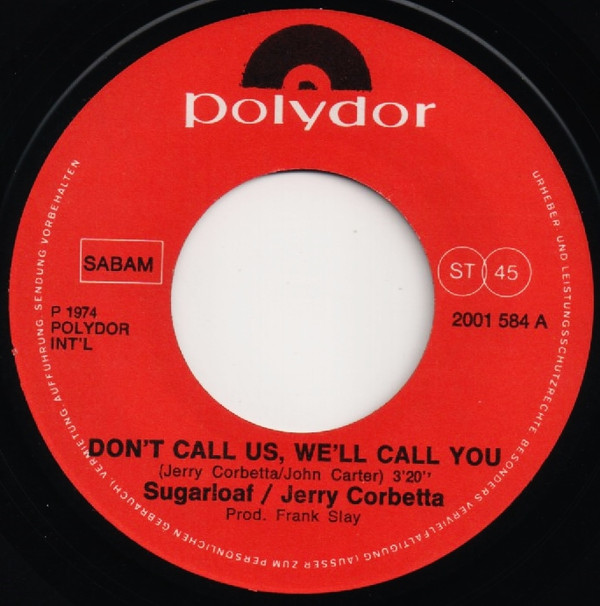 polydor
SABAM
P 1974
POLYDOR
INT'L
ST 45
2001 584 A
DON'T CALL US, WE'LL CALL YOU
(Jerry Corbetta/John Carter) 3'20''
Sugarloaf / Jerry Corbetta
Prod. Frank Slay
URHEBER- UND LEISTUNGSSCHUTZRECHTE BESONDERS VERVIELFÄLTIGUNG (AUSSER ZUM PERSÖNLICHEN GEBRAUCH), VERMIETUNG, AUFFÜHRUNG, SENDUNG VORBEHALTEN